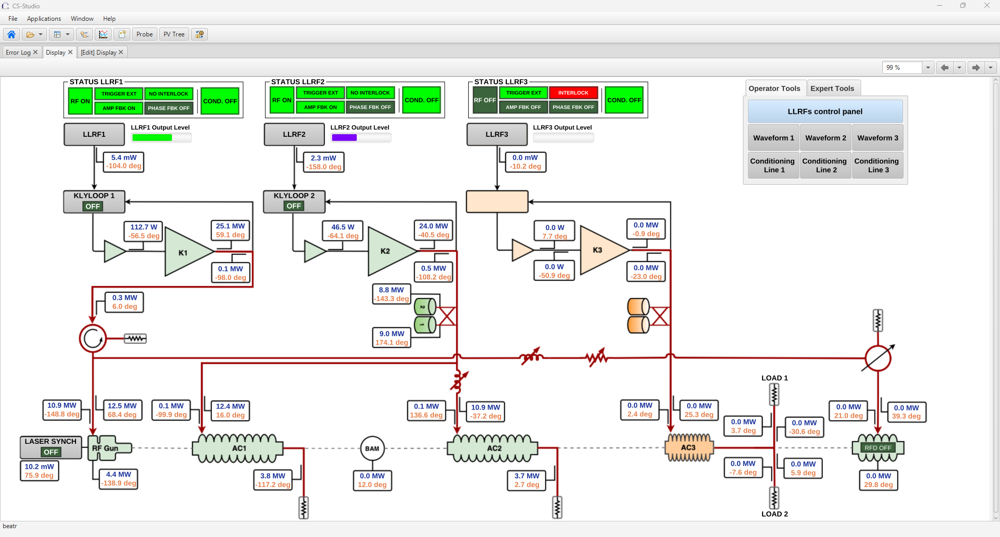 CS-Studio
File Applications Window Help
Probe PV Tree
Error Log Display [Edit] Display
99 %
STATUS LLRF1
RF ON TRIGGER EXT NO INTERLOCK COND. OFF
AMP FBK ON PHASE FBK OFF
STATUS LLRF2
RF ON TRIGGER EXT NO INTERLOCK COND. OFF
AMP FBK ON PHASE FBK OFF
STATUS LLRF3
RF OFF TRIGGER EXT INTERLOCK COND. OFF
AMP FBK OFF PHASE FBK OFF
Operator Tools Expert Tools
LLRFs control panel
Waveform 1 Waveform 2 Waveform 3
Conditioning Line 1
Conditioning Line 2
Conditioning Line 3
LLRF1
LLRF1 Output Level
LLRF2
LLRF2 Output Level
LLRF3
LLRF3 Output Level
5.4 mW
-104.0 deg
2.3 mW
-158.0 deg
0.0 mW
-10.2 deg
KLYLOOP 1
OFF
KLYLOOP 2
OFF
112.7 W
-56.5 deg
25.1 MW
59.1 deg
46.5 W
-64.1 deg
24.0 MW
-40.5 deg
0.0 W
7.7 deg
0.0 MW
-0.9 deg
K1
K2
K3
0.1 MW
-98.0 deg
0.5 MW
-108.2 deg
0.0 W
-50.9 deg
0.0 MW
-23.0 deg
0.3 MW
6.0 deg
8.8 MW
-143.3 deg
2
1
9.0 MW
174.1 deg
LOAD 1
10.9 MW
-148.8 deg
12.5 MW
68.4 deg
0.1 MW
-99.9 deg
12.4 MW
16.0 deg
0.1 MW
136.6 deg
10.9 MW
-37.2 deg
0.0 MW
2.4 deg
0.0 MW
25.3 deg
0.0 MW
3.7 deg
0.0 MW
-30.6 deg
0.0 MW
21.0 deg
0.0 MW
39.3 deg
LASER SYNCH
OFF
RF Gun
AC1
BAM
AC2
AC3
RFD OFF
10.2 mW
75.9 deg
4.4 MW
-138.9 deg
3.8 MW
-117.2 deg
0.0 MW
12.0 deg
3.7 MW
2.7 deg
0.0 MW
-7.6 deg
0.0 MW
5.9 deg
0.0 MW
29.8 deg
LOAD 2
beatr